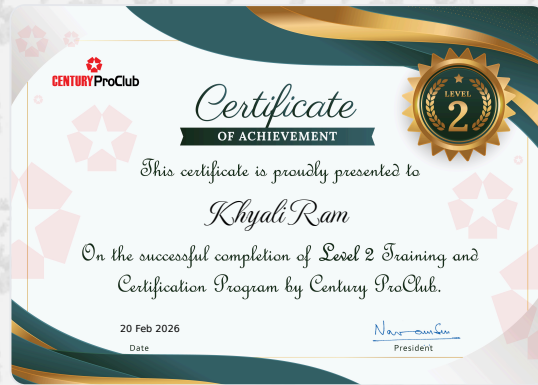 CENTURY ProClub
Certificate
OF ACHIEVEMENT
LEVEL
2
This certificate is proudly presented to
Khyali Ram
On the successful completion of Level 2 Training and
Certification Program by Century ProClub.
20 Feb 2026
Date
President